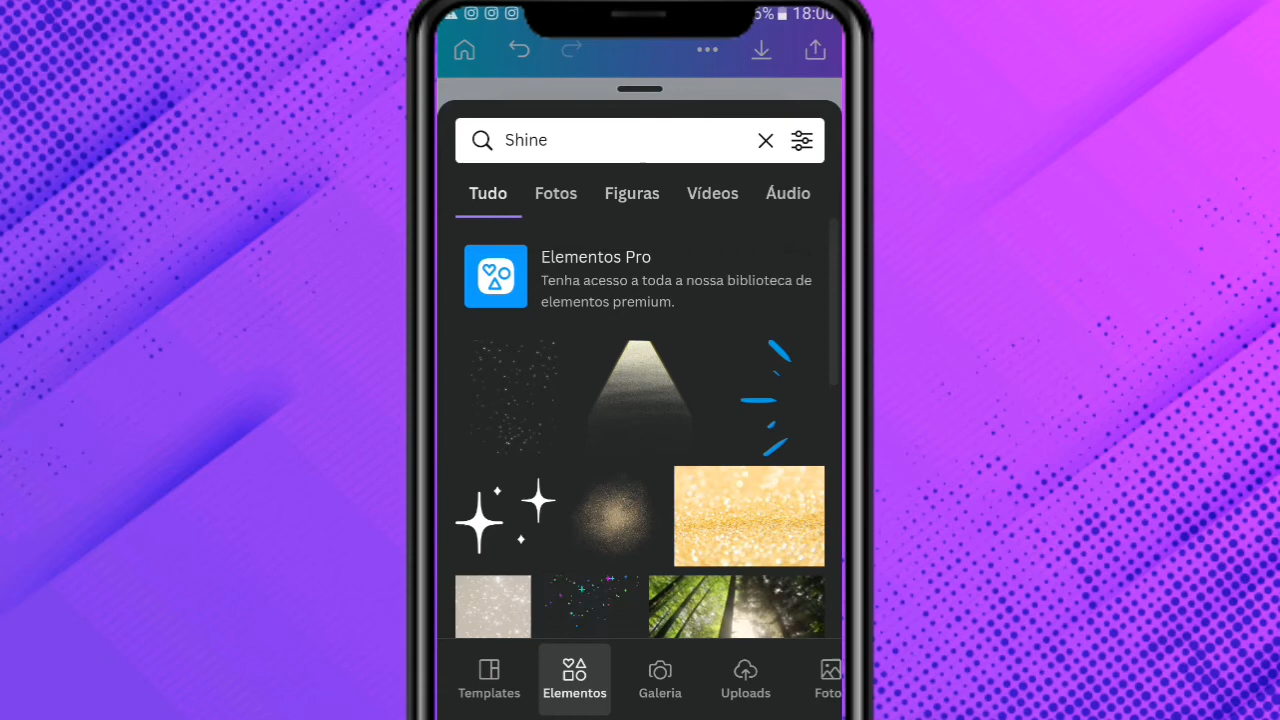 6% 18:00
Shine
Tudo Fotos Figuras Vídeos Áudio
Elementos Pro
Tenha acesso a toda a nossa biblioteca de
elementos premium.
Templates Elementos Galeria Uploads Foto